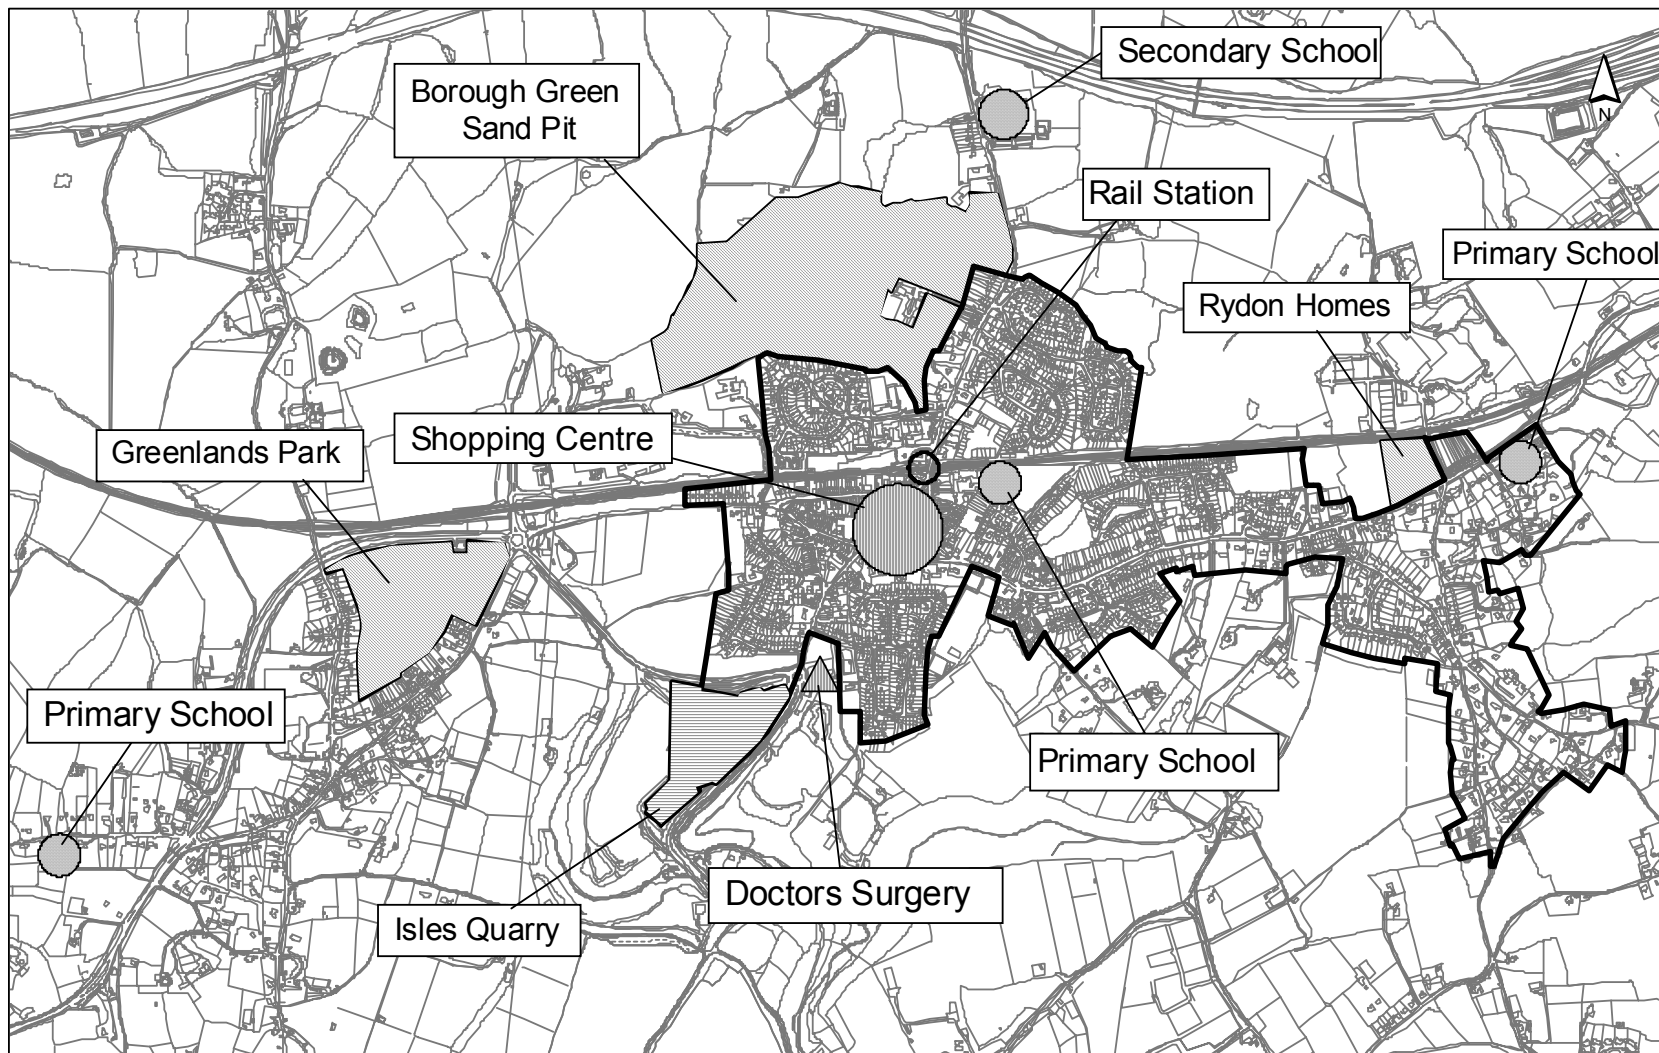 Secondary School
Borough Green
Sand Pit
N
Rail Station
Primary School
Rydon Homes
Shopping Centre
Greenlands Park
Primary School
Primary School
Doctors Surgery
Isles Quarry